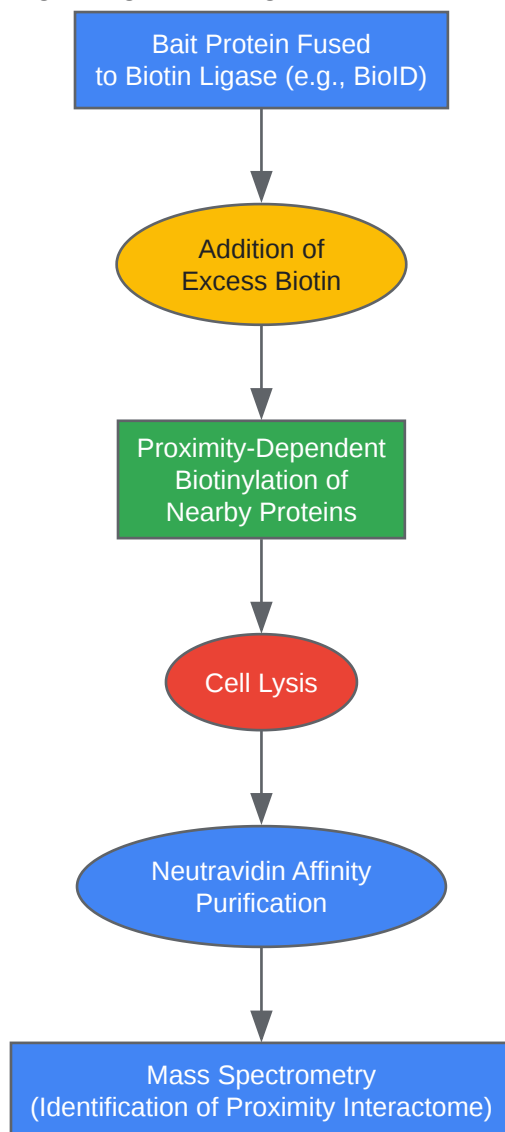 Bait Protein Fused
to Biotin Ligase (e.g., BioID)
Addition of
Excess Biotin
Proximity-Dependent
Biotinylation of
Nearby Proteins
Cell Lysis
Neutravidin Affinity
Purification
Mass Spectrometry
(Identification of Proximity Interactome)